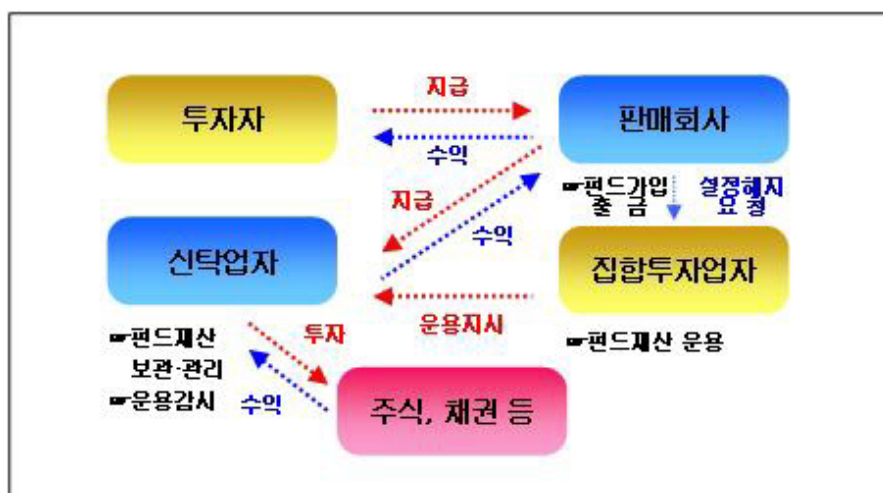 지급
투자자
판매회사
수익
☛펀드가입
출 금
설정해지
요 청
지급
수익
신탁업자
집합투자업자
운용지시
☛펀드재산
보관·관리
☛운용감시
투자
☛펀드재산 운용
수익
주식, 채권 등